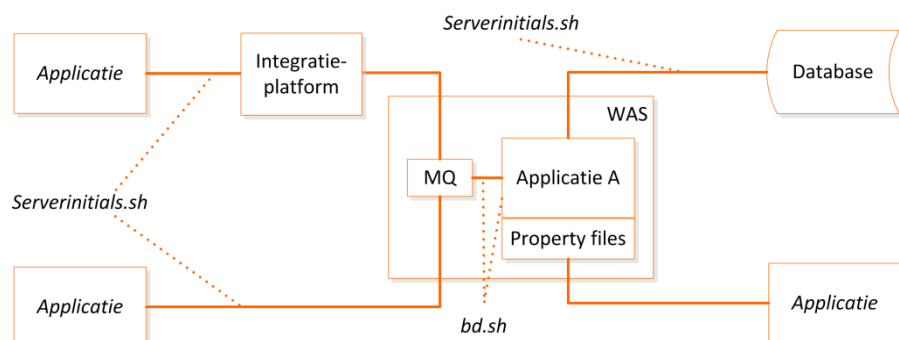 Serverinitials.sh
Applicatie
Integratie-
platform
Database
WAS
MQ
Applicatie A
Serverinitials.sh
Property files
Applicatie
bd.sh
Applicatie